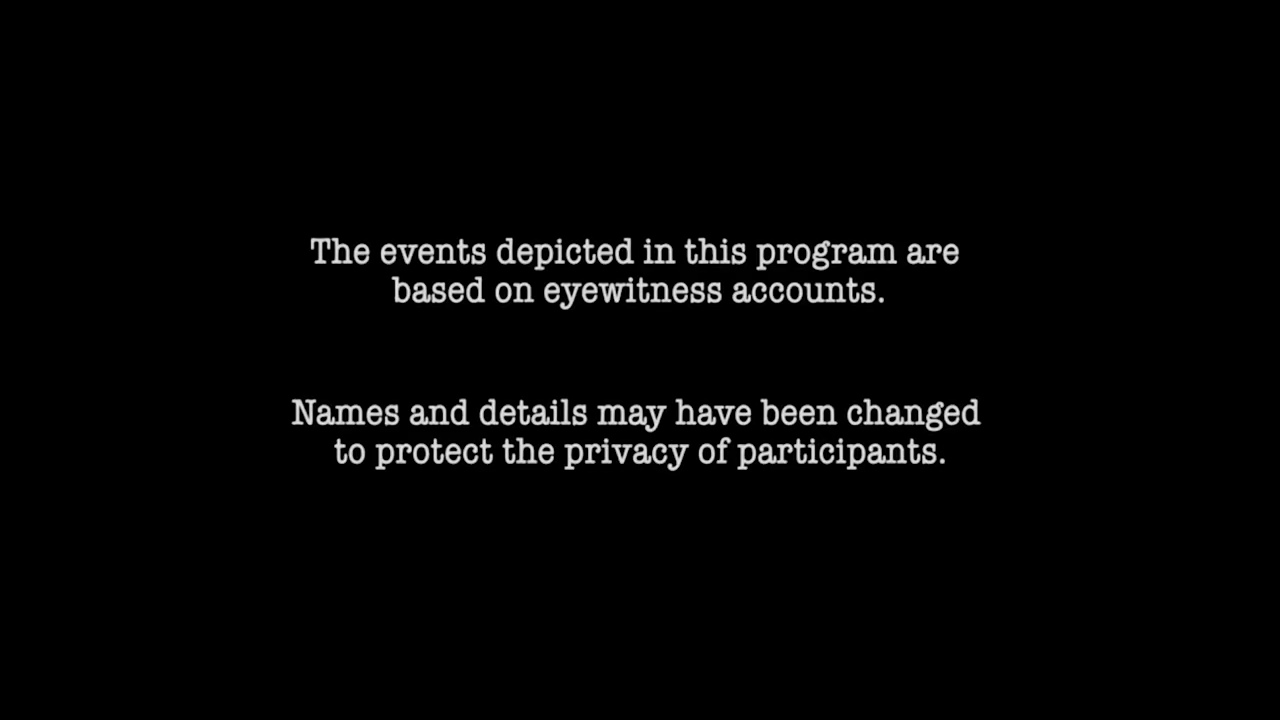 The events depicted in this program are
based on eyewitness accounts.
Names and details may have been changed
to protect the privacy of participants.